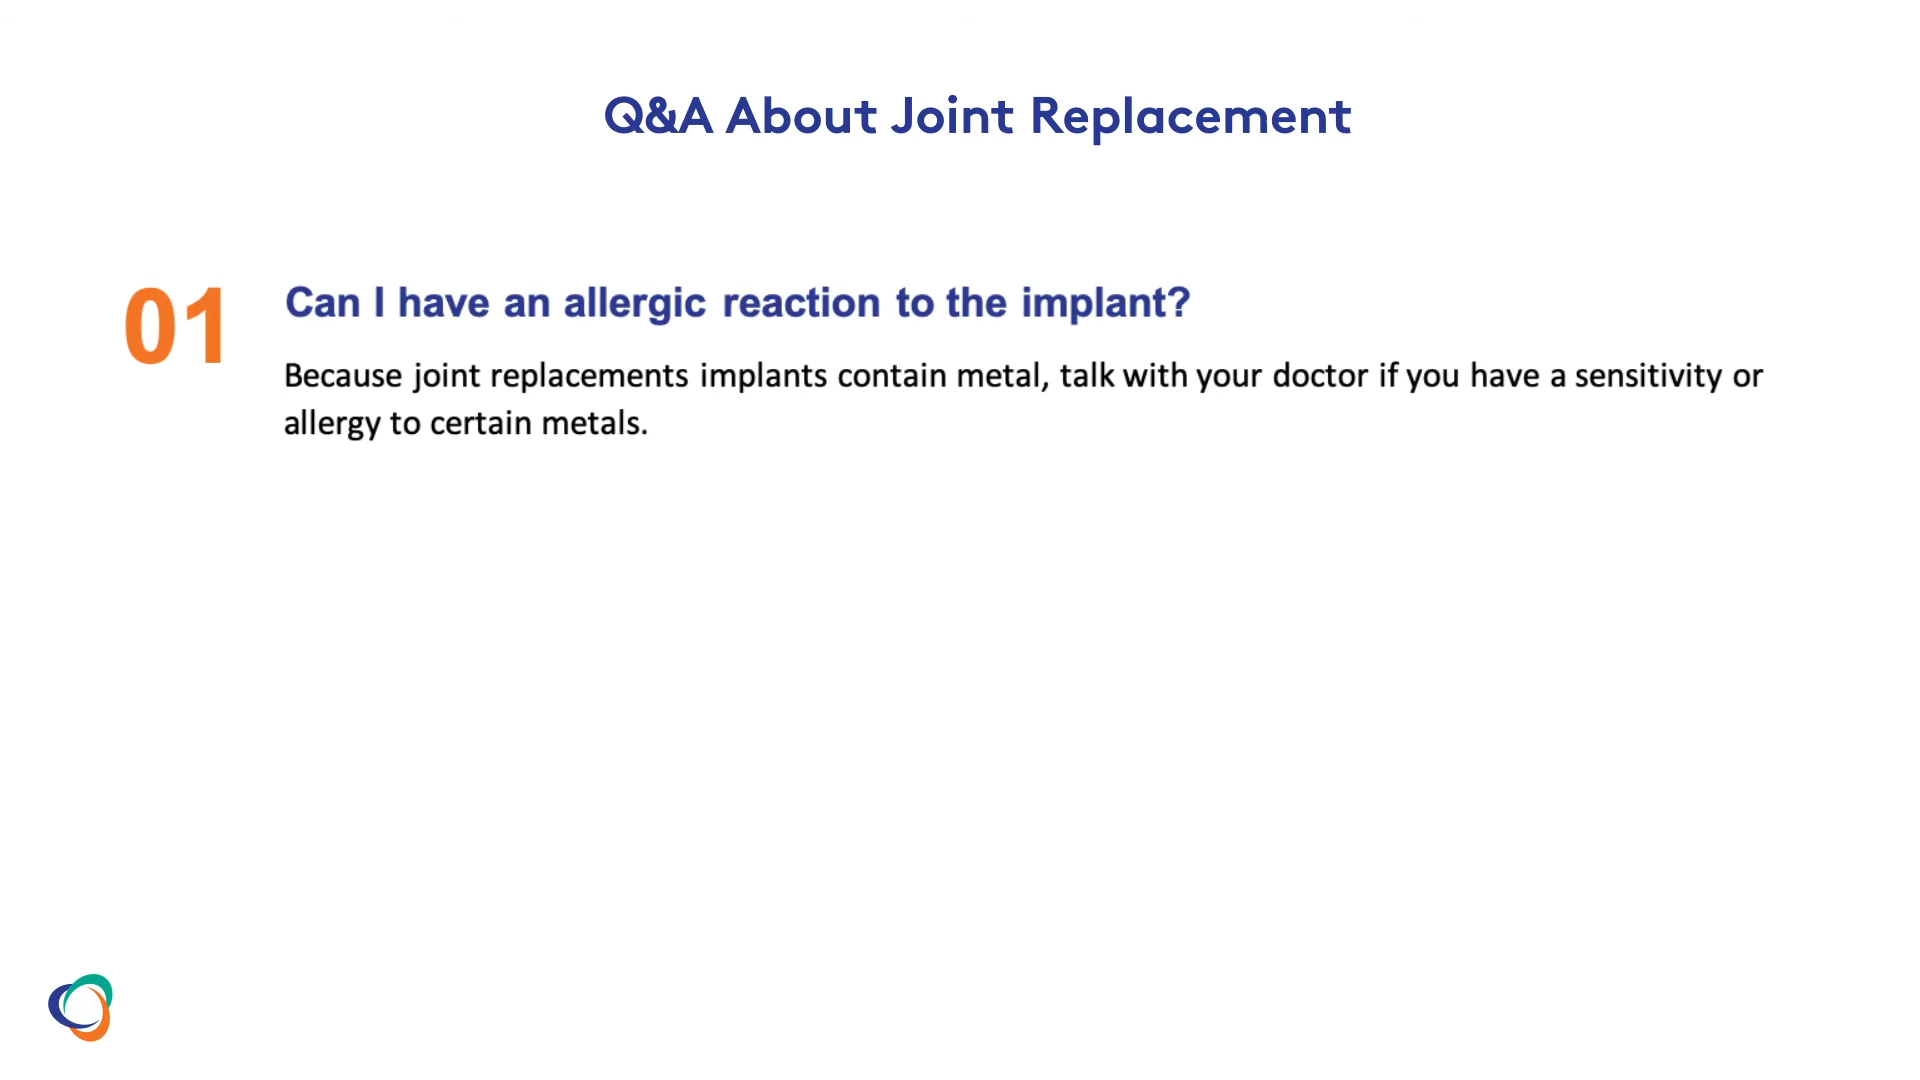 Q&A About Joint Replacement
01
Can I have an allergic reaction to the implant?
Because joint replacements implants contain metal, talk with your doctor if you have a sensitivity or
allergy to certain metals.